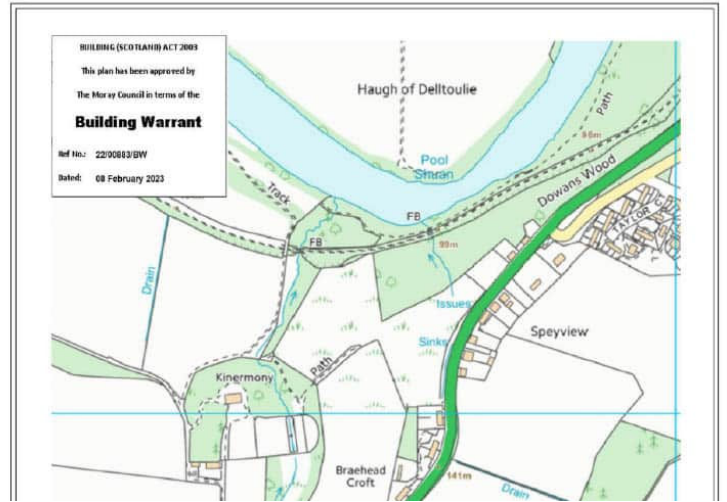 BUILDING (SCOTLAND) ACT 2003
This plan has been approved by
The Moray Council in terms of the
Building Warrant
Ref No.: 22/00883/BW
Dated: 08 February 2023
Haugh of Delltoulie
Path
Pool
Shuan
Dowans Wood
Track
FB
FB
TAYLOR
99m
Drain
Issues
Speyview
Sinks
Path
Kinermony
Braehead
Croft
141m
Drain